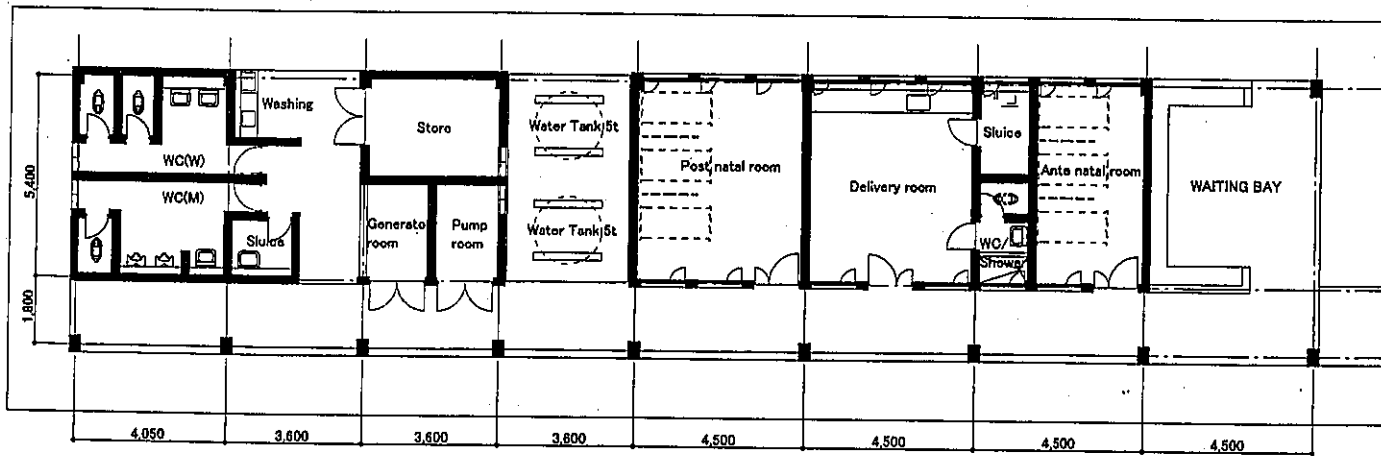 Washing
Store
Water Tank 5t
WC(W)
Post natal room
Sluice
Ante natal room
Delivery room
WAITING BAY
WC(M)
5,400
Sluice
Generato
room
Pump
room
Water Tank 5t
WC/
Showe
1,800
4,050
3,600
3,600
3,600
4,500
4,500
4,500
4,500